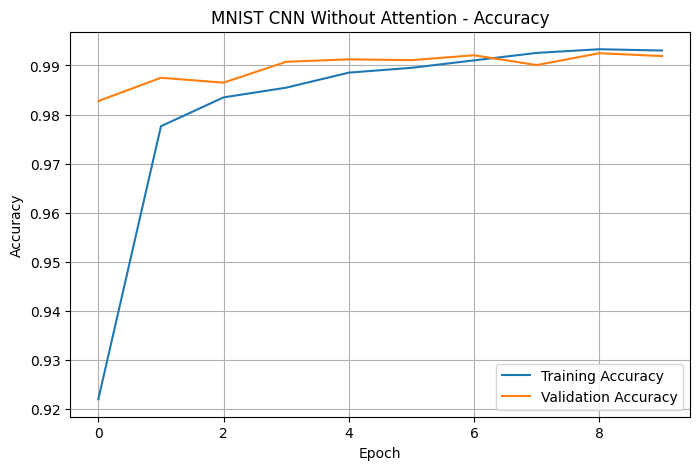 MNIST CNN Without Attention - Accuracy
0.99
0.98
0.97
0.96
0.95
0.94
0.93
0.92
Accuracy
0 2 4 6 8
Epoch
Training Accuracy
Validation Accuracy